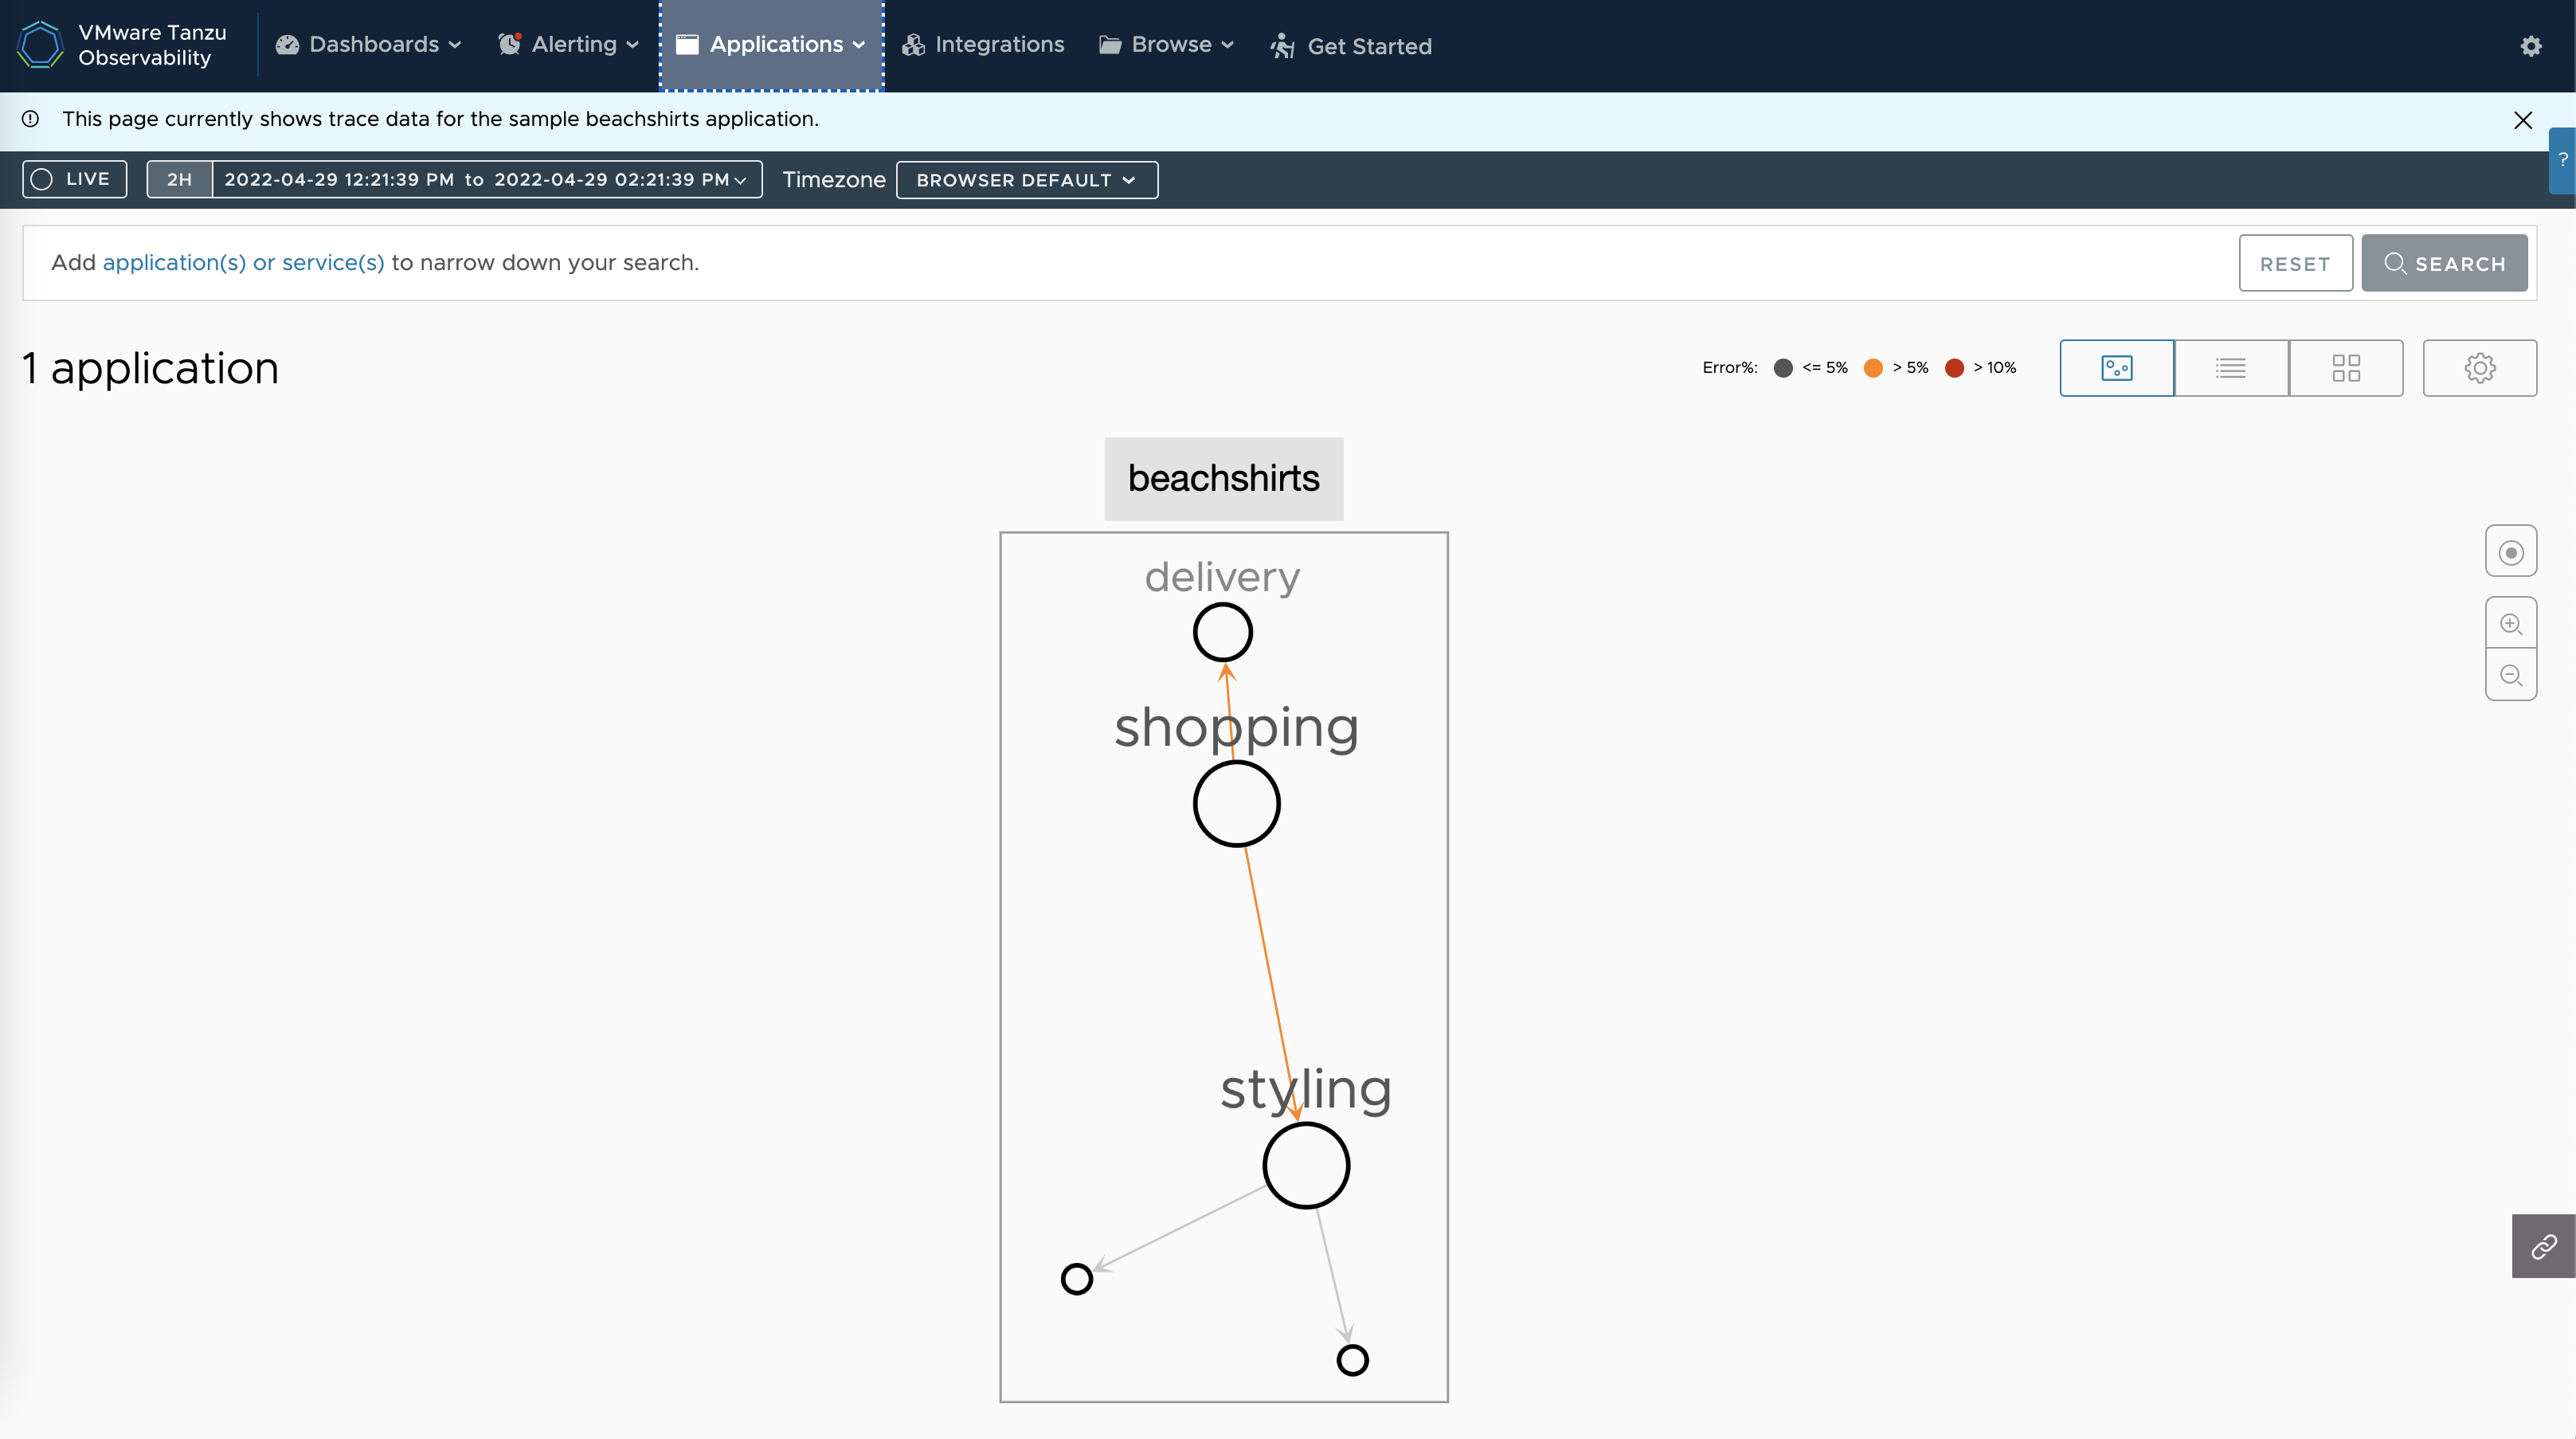 VMware Tanzu
Observability
Dashboards
Alerting
Applications
Integrations
Browse
Get Started
This page currently shows trace data for the sample beachshirts application.
?
LIVE
2H 2022-04-29 12:21:39 PM to 2022-04-29 02:21:39 PM
Timezone
BROWSER DEFAULT
Add application(s) or service(s) to narrow down your search.
RESET
SEARCH
1 application
Error%: <= 5% > 5% > 10%
beachshirts
delivery
shopping
styling